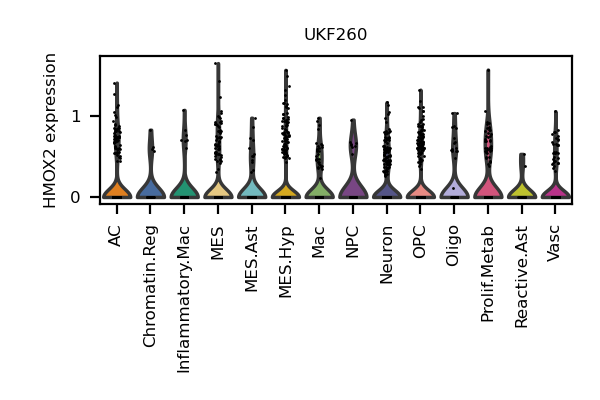 UKF260
HMOX2 expression
1
0
AC
Chromatin.Reg
Inflammatory.Mac
MES
MES.Ast
MES.Hyp
Mac
NPC
Neuron
OPC
Oligo
Prolif.Metab
Reactive.Ast
Vasc